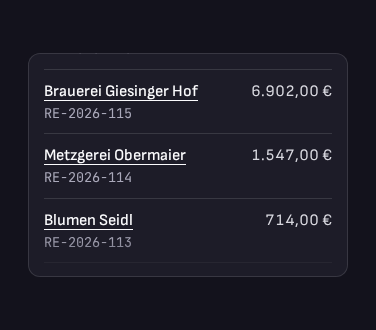 Brauerei Giesinger Hof 6.902,00 €
RE-2026-115
Metzgerei Obermaier 1.547,00 €
RE-2026-114
Blumen Seidl 714,00 €
RE-2026-113